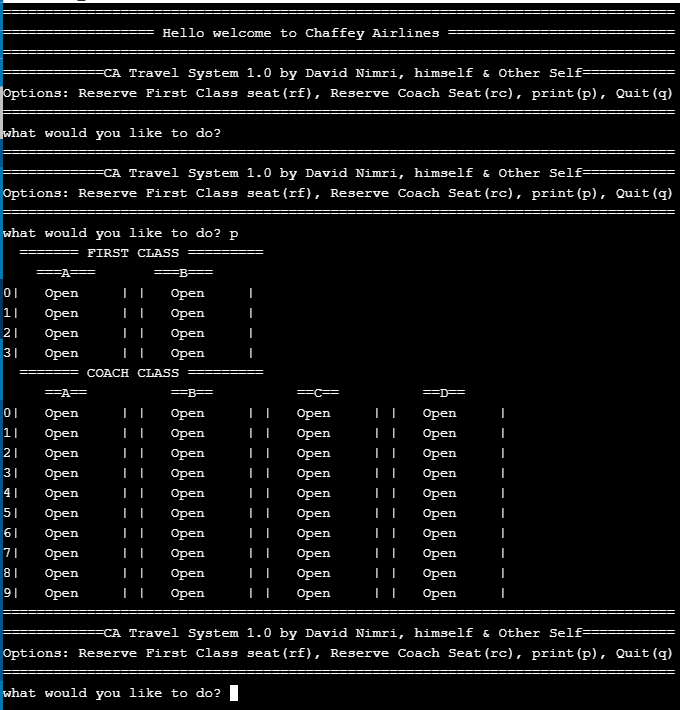 ================================================================================
================== Hello welcome to Chaffey Airlines ===========================
================================================================================
============CA Travel System 1.0 by David Nimri, himself & Other Self===========
Options: Reserve First Class seat(rf), Reserve Coach Seat(rc), print(p), Quit(q)
================================================================================
what would you like to do?
================================================================================
============CA Travel System 1.0 by David Nimri, himself & Other Self===========
Options: Reserve First Class seat(rf), Reserve Coach Seat(rc), print(p), Quit(q)
================================================================================
what would you like to do? p
  ======= FIRST CLASS =========
    ===A===       ===B===
0|   Open     | |   Open     |
1|   Open     | |   Open     |
2|   Open     | |   Open     |
3|   Open     | |   Open     |
  ======= COACH CLASS =========
     ==A==          ==B==          ==C==          ==D==
0|   Open     | |   Open     | |   Open     | |   Open     |
1|   Open     | |   Open     | |   Open     | |   Open     |
2|   Open     | |   Open     | |   Open     | |   Open     |
3|   Open     | |   Open     | |   Open     | |   Open     |
4|   Open     | |   Open     | |   Open     | |   Open     |
5|   Open     | |   Open     | |   Open     | |   Open     |
6|   Open     | |   Open     | |   Open     | |   Open     |
7|   Open     | |   Open     | |   Open     | |   Open     |
8|   Open     | |   Open     | |   Open     | |   Open     |
9|   Open     | |   Open     | |   Open     | |   Open     |
================================================================================
============CA Travel System 1.0 by David Nimri, himself & Other Self===========
Options: Reserve First Class seat(rf), Reserve Coach Seat(rc), print(p), Quit(q)
================================================================================
what would you like to do?